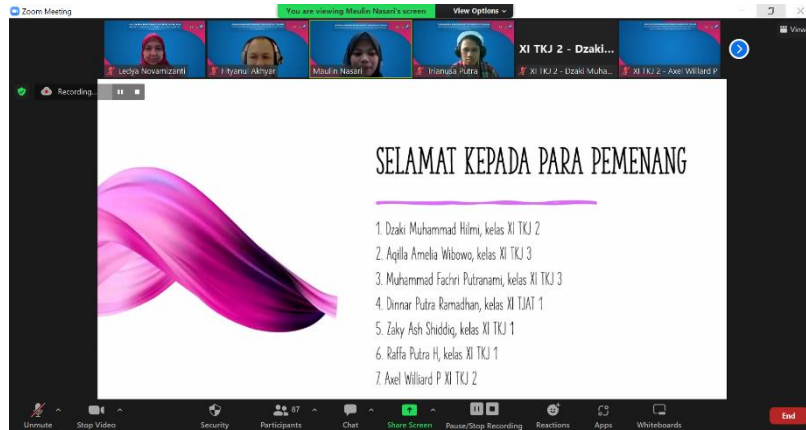 Zoom Meeting
You are viewing Maulin Nasari's screen
View Options
View
Ledya Novamizanti
Fityanul Akhyar
Maulin Nasari
Irianusa Putra
XI TKJ 2 - Dzaki...
XI TKJ 2 - Dzaki Muha...
XI TKJ 2 - Axel Willard P
Recording...
SELAMAT KEPADA PARA PEMENANG
1. Dzaki Muhammad Hilmi, kelas XI TKJ 2
2. Aqilla Amelia Wibowo, kelas XI TKJ 3
3. Muhammad Fachri Putranami, kelas XI TKJ 3
4. Dinnar Putra Ramadhan, kelas XI TJAT 1
5. Zaky Ash Shiddiq, kelas XI TKJ 1
6. Raffa Putra H, kelas XI TKJ 1
7. Axel Williard P XI TKJ 2
Unmute
Stop Video
Security
87
Participants
Chat
Share Screen
Pause/Stop Recording
Reactions
Apps
Whiteboards
End